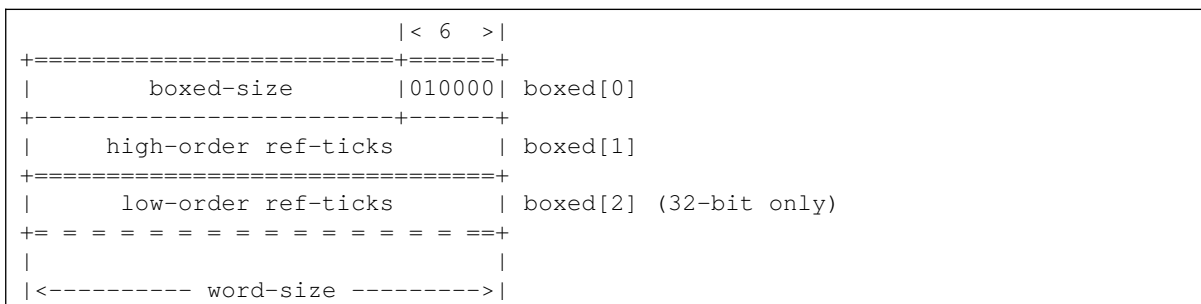 |< 6  >|
+=========================+======+
|        boxed-size       |010000| boxed[0]
+-------------------------+------+
|     high-order ref-ticks       | boxed[1]
+================================+
|      low-order ref-ticks       | boxed[2] (32-bit only)
+= = = = = = = = = = = = = = = ==+
|                                |
|<---------- word-size --------->|